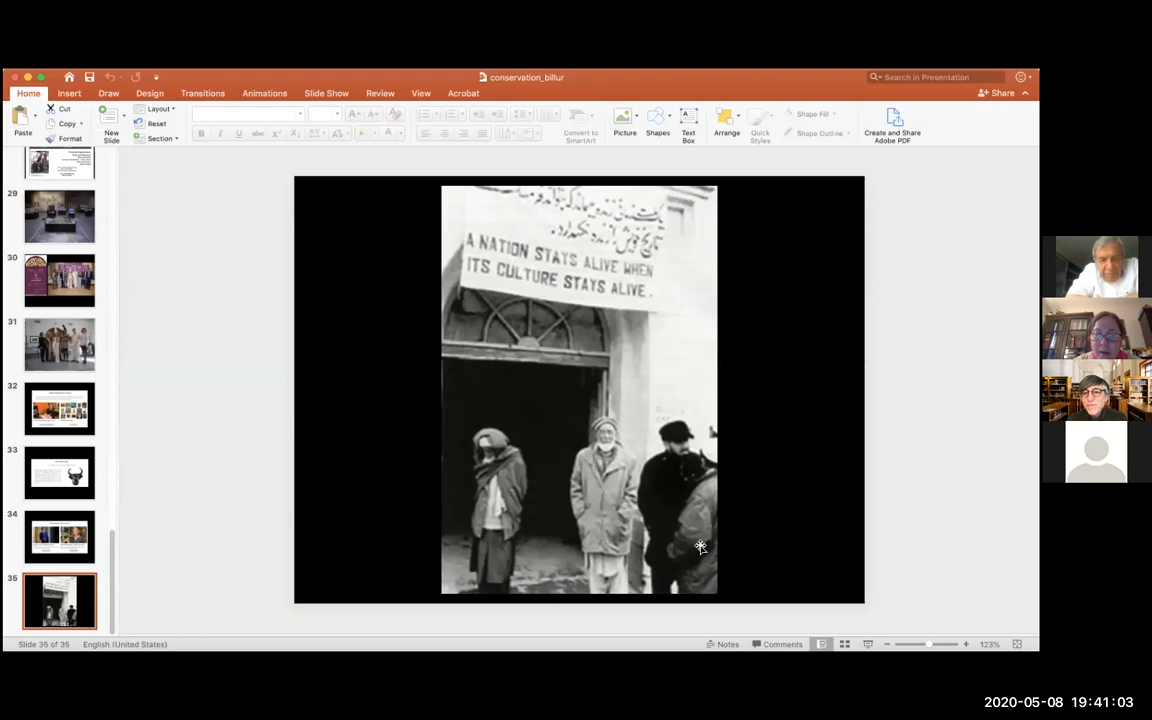 conservation_billur
Search in Presentation
Home Insert Draw Design Transitions Animations Slide Show Review View Acrobat
Share
Paste
Cut
Copy
Format
New Slide
Layout
Reset
Section
Convert to SmartArt
Picture
Shapes
Text Box
Arrange
Quick Styles
Shape Fill
Shape Outline
Create and Share Adobe PDF
29
30
31
32
33
34
35
A NATION STAYS ALIVE WHEN
ITS CULTURE STAYS ALIVE.
Slide 35 of 35 English (United States)
Notes Comments 123%
2020-05-08 19:41:03